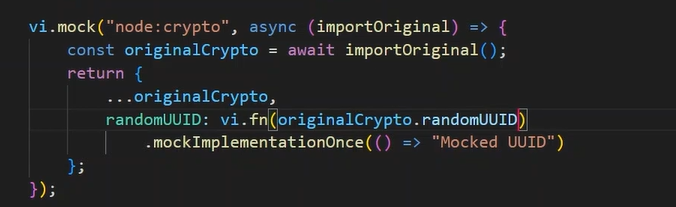 vi.mock("node:crypto", async (importOriginal) => {
    const originalCrypto = await importOriginal();
    return {
        ...originalCrypto,
        randomUUID: vi.fn(originalCrypto.randomUUID)
            .mockImplementationOnce(() => "Mocked UUID")
    };
});